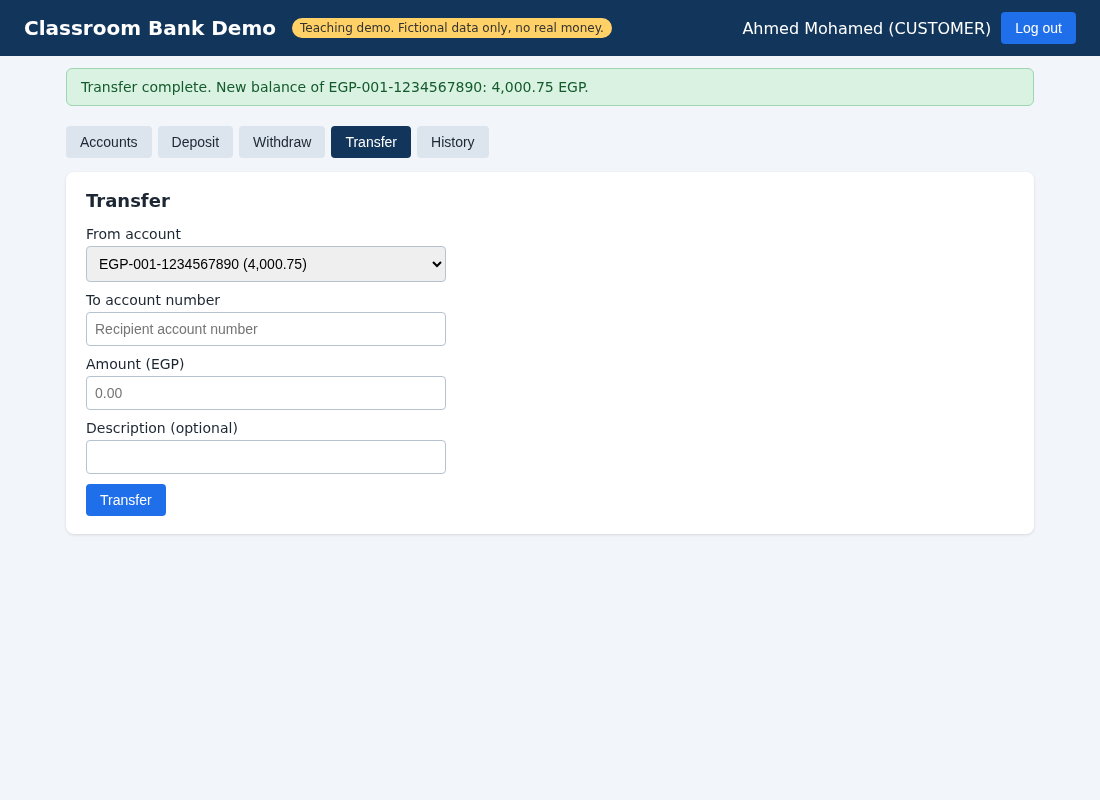 Classroom Bank Demo Teaching demo. Fictional data only, no real money. Ahmed Mohamed (CUSTOMER) Log out
Transfer complete. New balance of EGP-001-1234567890: 4,000.75 EGP.
Accounts Deposit Withdraw Transfer History
Transfer
From account
EGP-001-1234567890 (4,000.75)
To account number
Recipient account number
Amount (EGP)
0.00
Description (optional)
Transfer